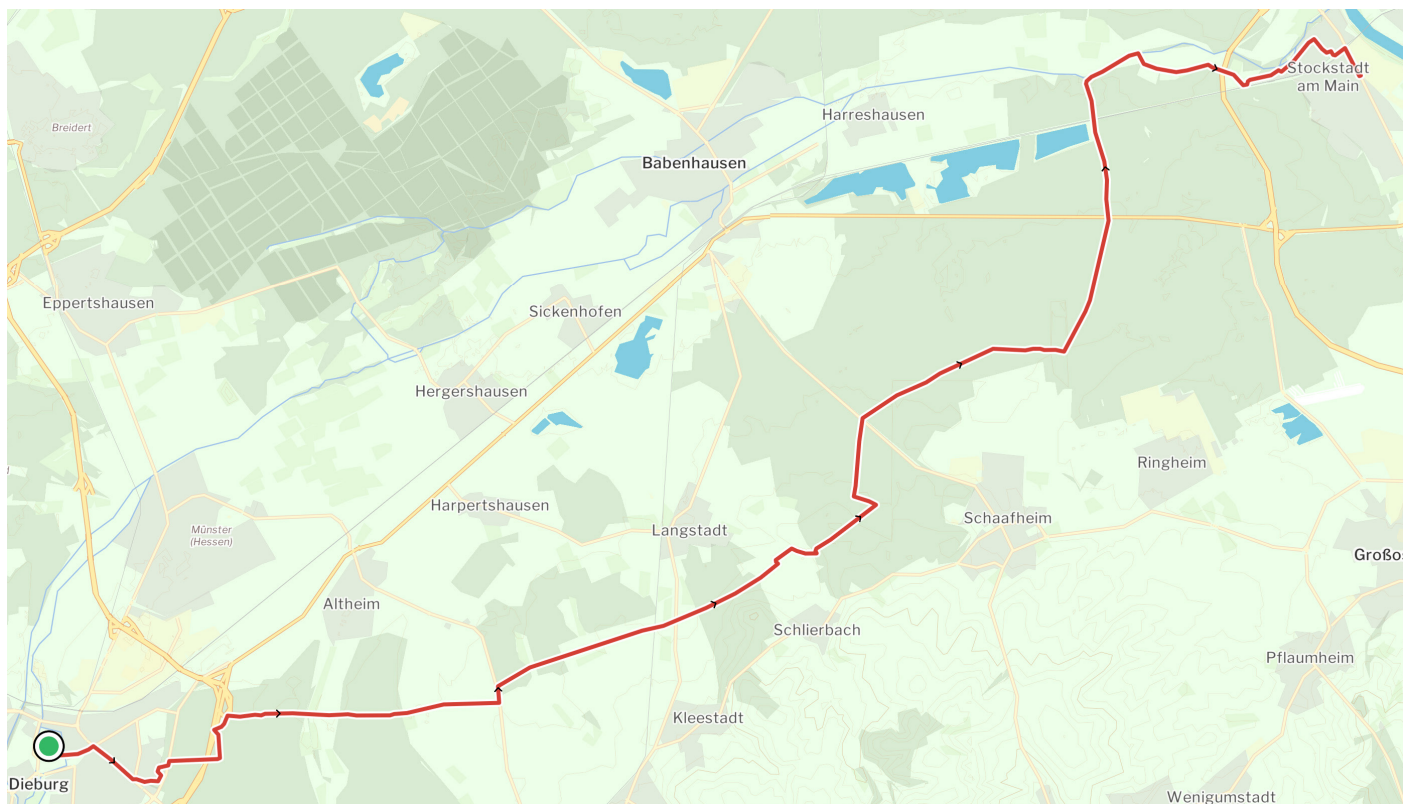 Stockstadt
am Main
Harreshausen
Breidert
Babenhausen
Eppertshausen
Sickenhofen
Hergershausen
Ringheim
Harpertshausen
Schaafheim
Langstadt
Münster
(Hessen)
Großos
Altheim
Schlierbach
Pflaumheim
Kleestadt
Dieburg
Wenigumstadt